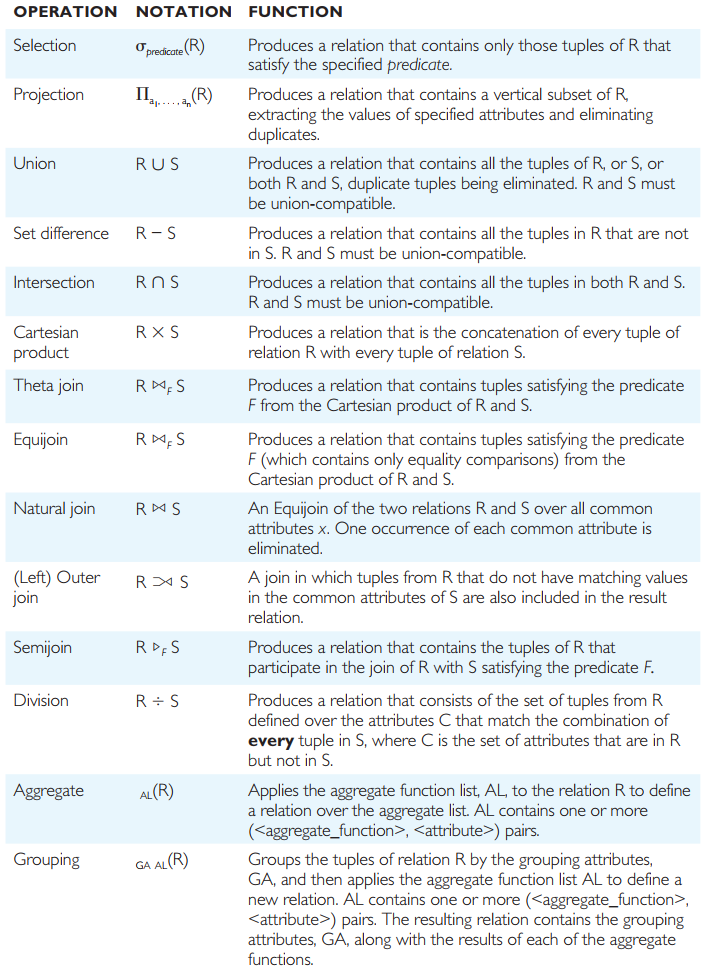 OPERATION NOTATION FUNCTION
Selection σpredicate(R) Produces a relation that contains only those tuples of R that
satisfy the specified predicate.
Projection Πa1, . . . , an(R) Produces a relation that contains a vertical subset of R,
extracting the values of specified attributes and eliminating
duplicates.
Union R ∪ S Produces a relation that contains all the tuples of R, or S, or
both R and S, duplicate tuples being eliminated. R and S must
be union-compatible.
Set difference R − S Produces a relation that contains all the tuples in R that are not
in S. R and S must be union-compatible.
Intersection R ∩ S Produces a relation that contains all the tuples in both R and S.
R and S must be union-compatible.
Cartesian R × S Produces a relation that is the concatenation of every tuple of
product relation R with every tuple of relation S.
Theta join R ⋈F S Produces a relation that contains tuples satisfying the predicate
F from the Cartesian product of R and S.
Equijoin R ⋈F S Produces a relation that contains tuples satisfying the predicate
F (which contains only equality comparisons) from the
Cartesian product of R and S.
Natural join R ⋈ S An Equijoin of the two relations R and S over all common
attributes x. One occurrence of each common attribute is
eliminated.
(Left) Outer R ⟕ S A join in which tuples from R that do not have matching values
join in the common attributes of S are also included in the result
relation.
Semijoin R ▷F S Produces a relation that contains the tuples of R that
participate in the join of R with S satisfying the predicate F.
Division R ÷ S Produces a relation that consists of the set of tuples from R
defined over the attributes C that match the combination of
every tuple in S, where C is the set of attributes that are in R
but not in S.
Aggregate AL(R) Applies the aggregate function list, AL, to the relation R to define
a relation over the aggregate list. AL contains one or more
(<aggregate_function>, <attribute>) pairs.
Grouping GA AL(R) Groups the tuples of relation R by the grouping attributes,
GA, and then applies the aggregate function list AL to define a
new relation. AL contains one or more (<aggregate_function>,
<attribute>) pairs. The resulting relation contains the grouping
attributes, GA, along with the results of each of the aggregate
functions.